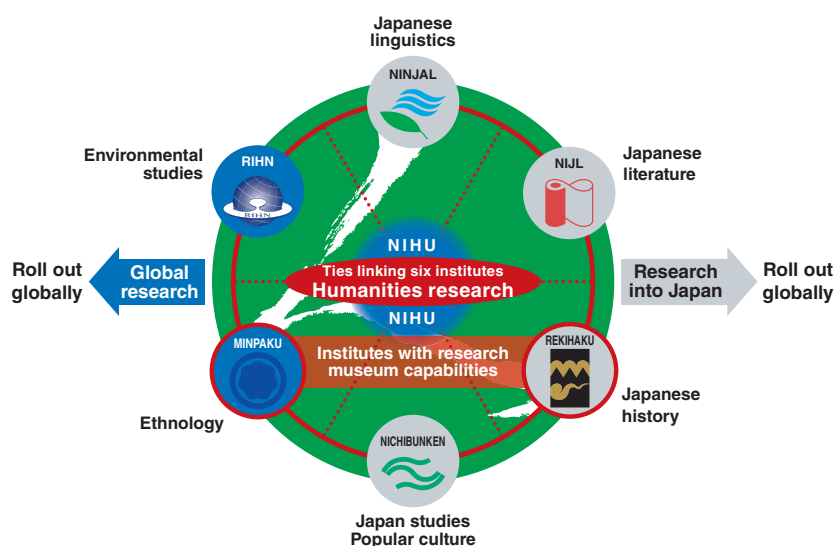 Japanese
linguistics
NINJAL
Environmental
studies
RIHN
RIHN
NIJL
Japanese
literature
NIHU
Roll out
globally
Global
research
Ties linking six institutes
Humanities research
Research
into Japan
Roll out
globally
NIHU
MINPAKU
Institutes with research
museum capabilities
REKIHAKU
Ethnology
Japanese
history
NICHIBUNKEN
Japan studies
Popular culture